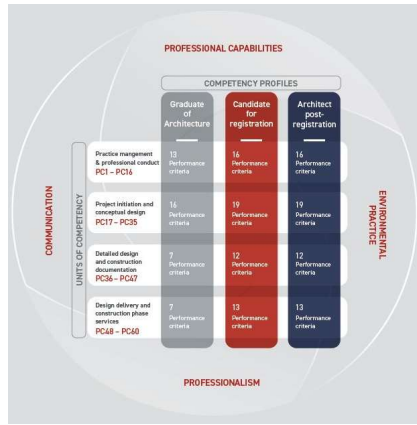 PROFESSIONAL CAPABILITIES
COMPETENCY PROFILES
Graduate
of
Architecture
Candidate
for
registration
Architect
post-
registration
COMMUNICATION
UNITS OF COMPETENCY
ENVIRONMENTAL
PRACTICE
Practice mangement
& professional conduct
PC1 – PC16
13
Performance
criteria
16
Performance
criteria
16
Performance
criteria
Project initiation and
conceptual design
PC17 – PC35
16
Performance
criteria
19
Performance
criteria
19
Performance
criteria
Detailed design and
construction
documentation
PC36 – PC47
7
Performance
criteria
12
Performance
criteria
12
Performance
criteria
Design delivery and
construction phase
services
PC48 – PC60
7
Performance
criteria
13
Performance
criteria
13
Performance
criteria
PROFESSIONALISM